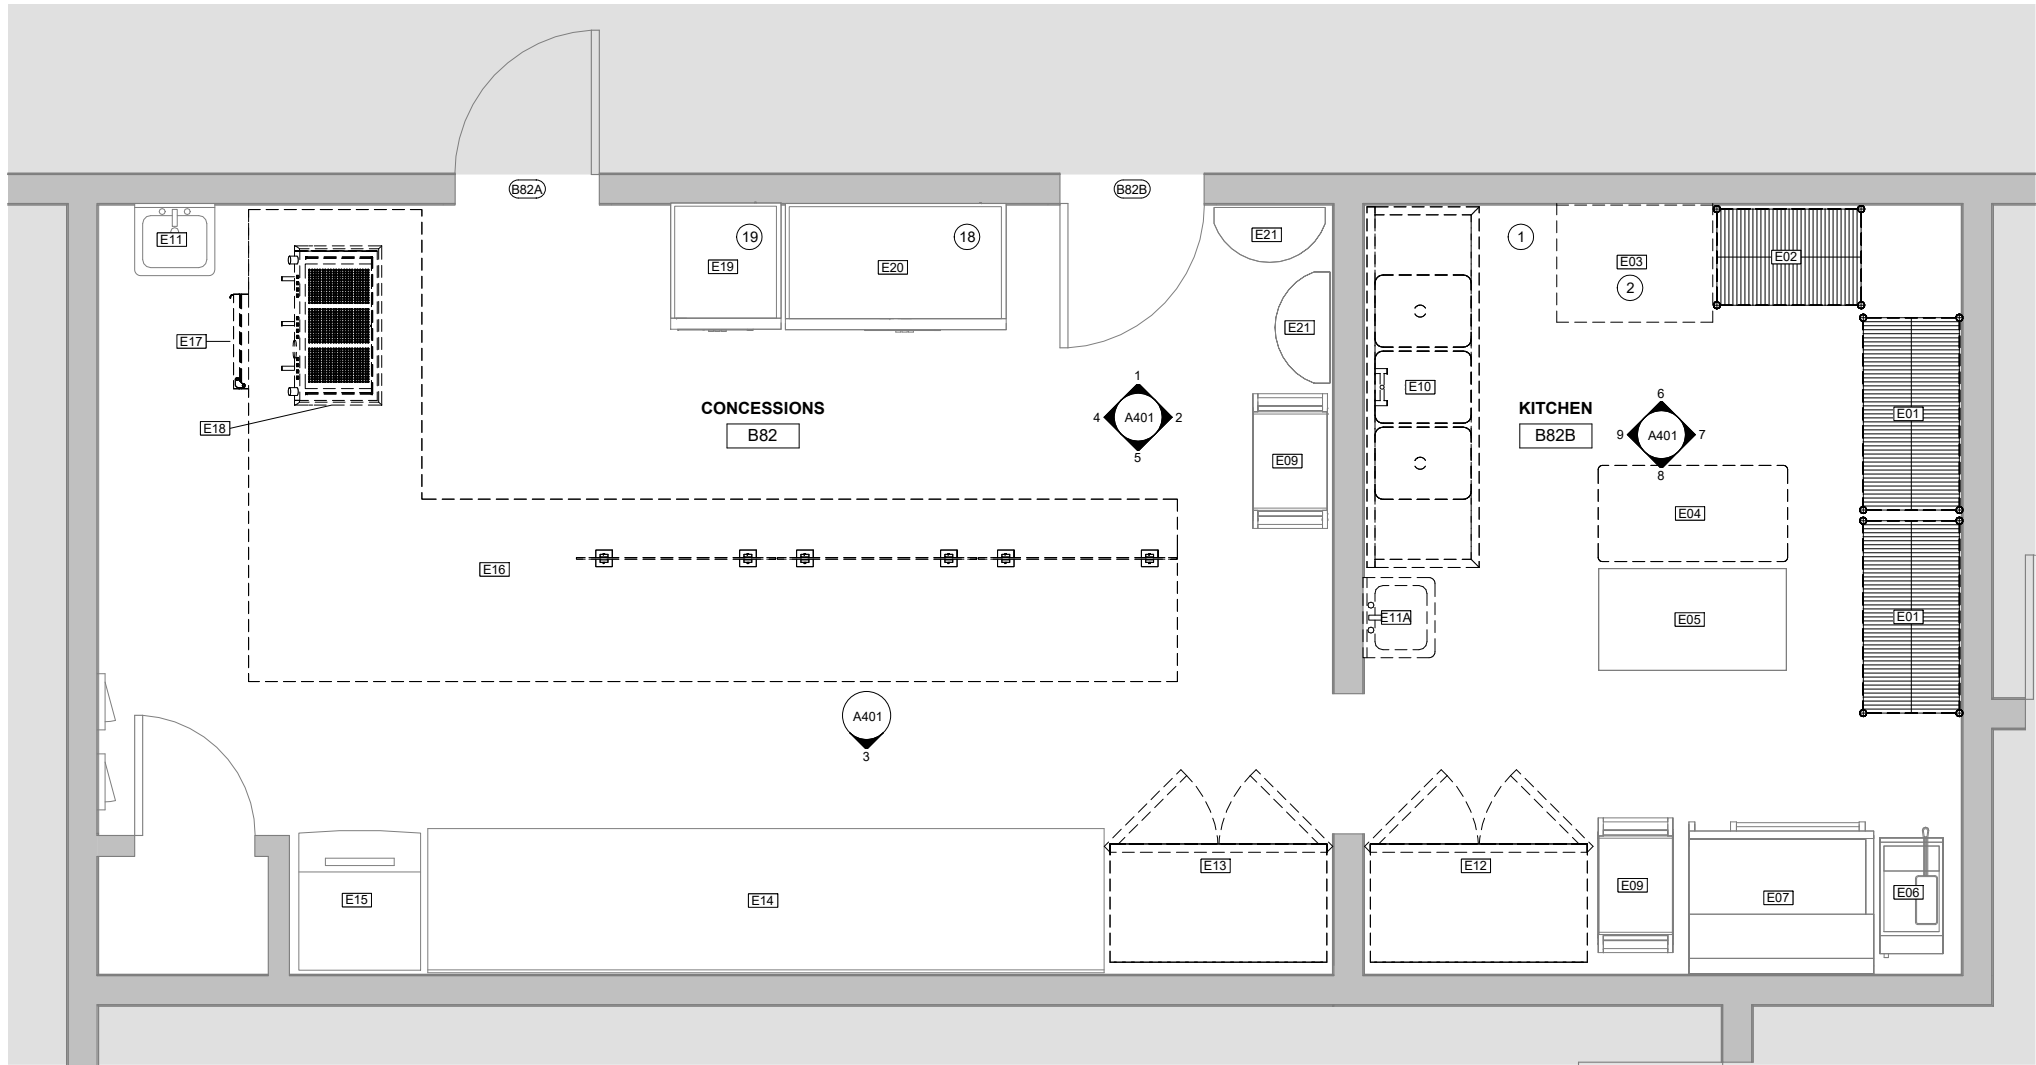 B82A
B82B
E11
19
18
E21
1
E19
E20
E03
E02
2
E21
E17
E10
1
CONCESSIONS
KITCHEN
6
E01
4
A401
2
B82
B82B
9
A401
7
E18
5
E09
8
E04
E16
E11A
E05
E01
A401
3
E13
E12
E15
E14
E09
E07
E06